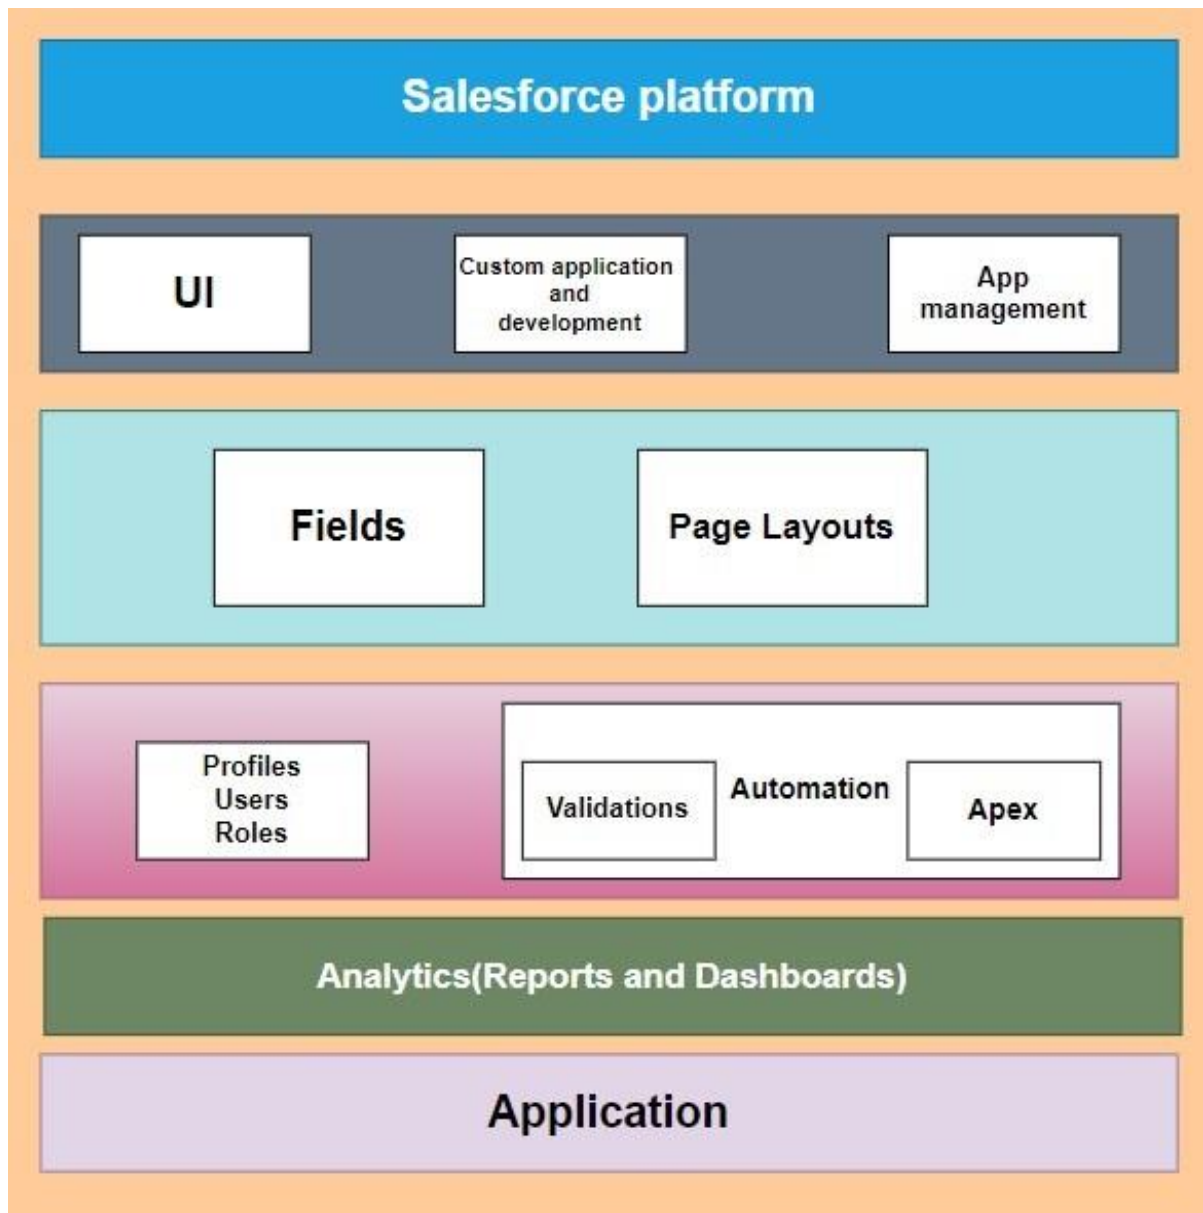 Salesforce platform
UI
Custom application
and
development
App
management
Fields
Page Layouts
Profiles
Users
Roles
Validations
Automation
Apex
Analytics(Reports and Dashboards)
Application